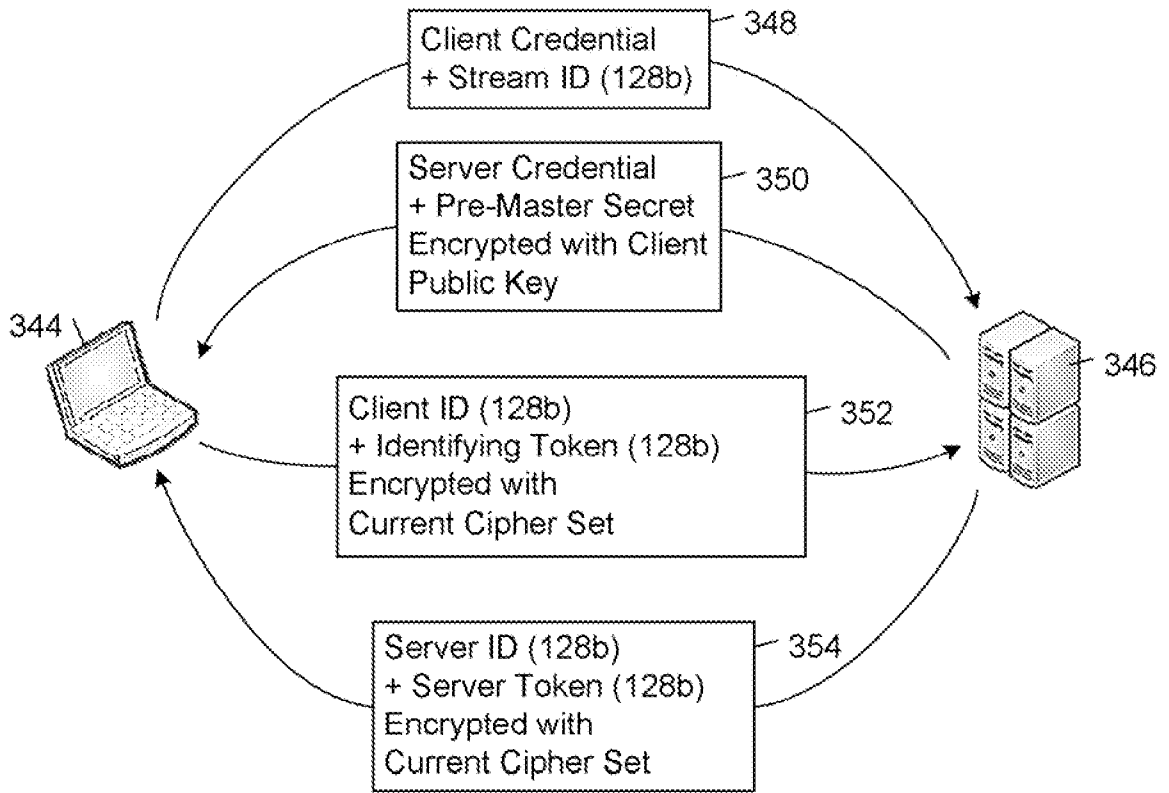 348
Client Credential
+ Stream ID (128b)
Server Credential
350
+ Pre-Master Secret
Encrypted with Client
Public Key
344
346
Client ID (128b)
352
+ Identifying Token (128b)
Encrypted with
Current Cipher Set
Server ID (128b)
354
+ Server Token (128b)
Encrypted with
Current Cipher Set